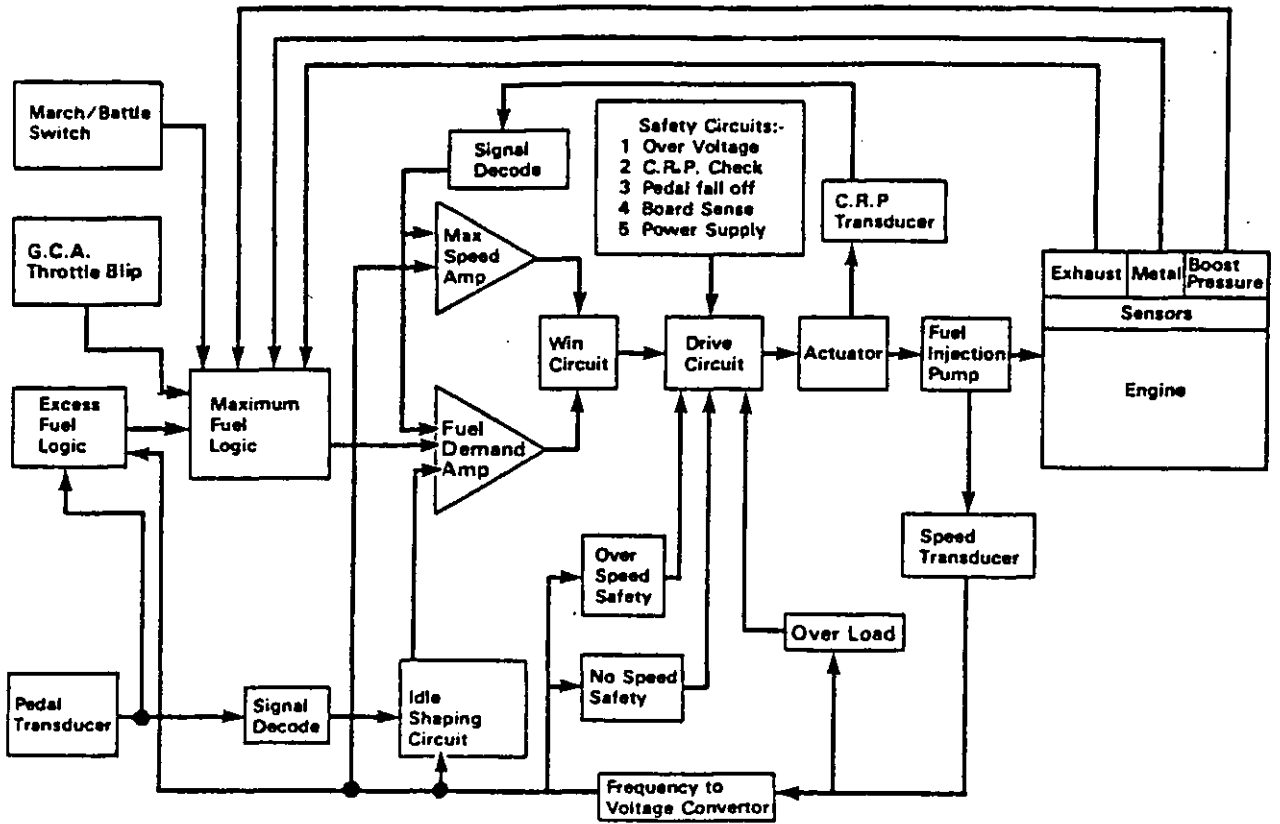 March/Battle
Switch
G.C.A.
Throttle Blip
Excess
Fuel
Logic
Maximum
Fuel
Logic
Signal
Decode
Max
Speed
Amp
Fuel
Demand
Amp
Win
Circuit
Safety Circuits:-
1 Over Voltage
2 C.R.P. Check
3 Pedal fall off
4 Board Sense
5 Power Supply
Drive
Circuit
C.R.P
Transducer
Actuator
Fuel
Injection
Pump
Exhaust
Metal
Boost
Pressure
Sensors
Engine
Speed
Transducer
Over
Speed
Safety
Over Load
No Speed
Safety
Pedal
Transducer
Signal
Decode
Idle
Shaping
Circuit
Frequency to
Voltage Convertor